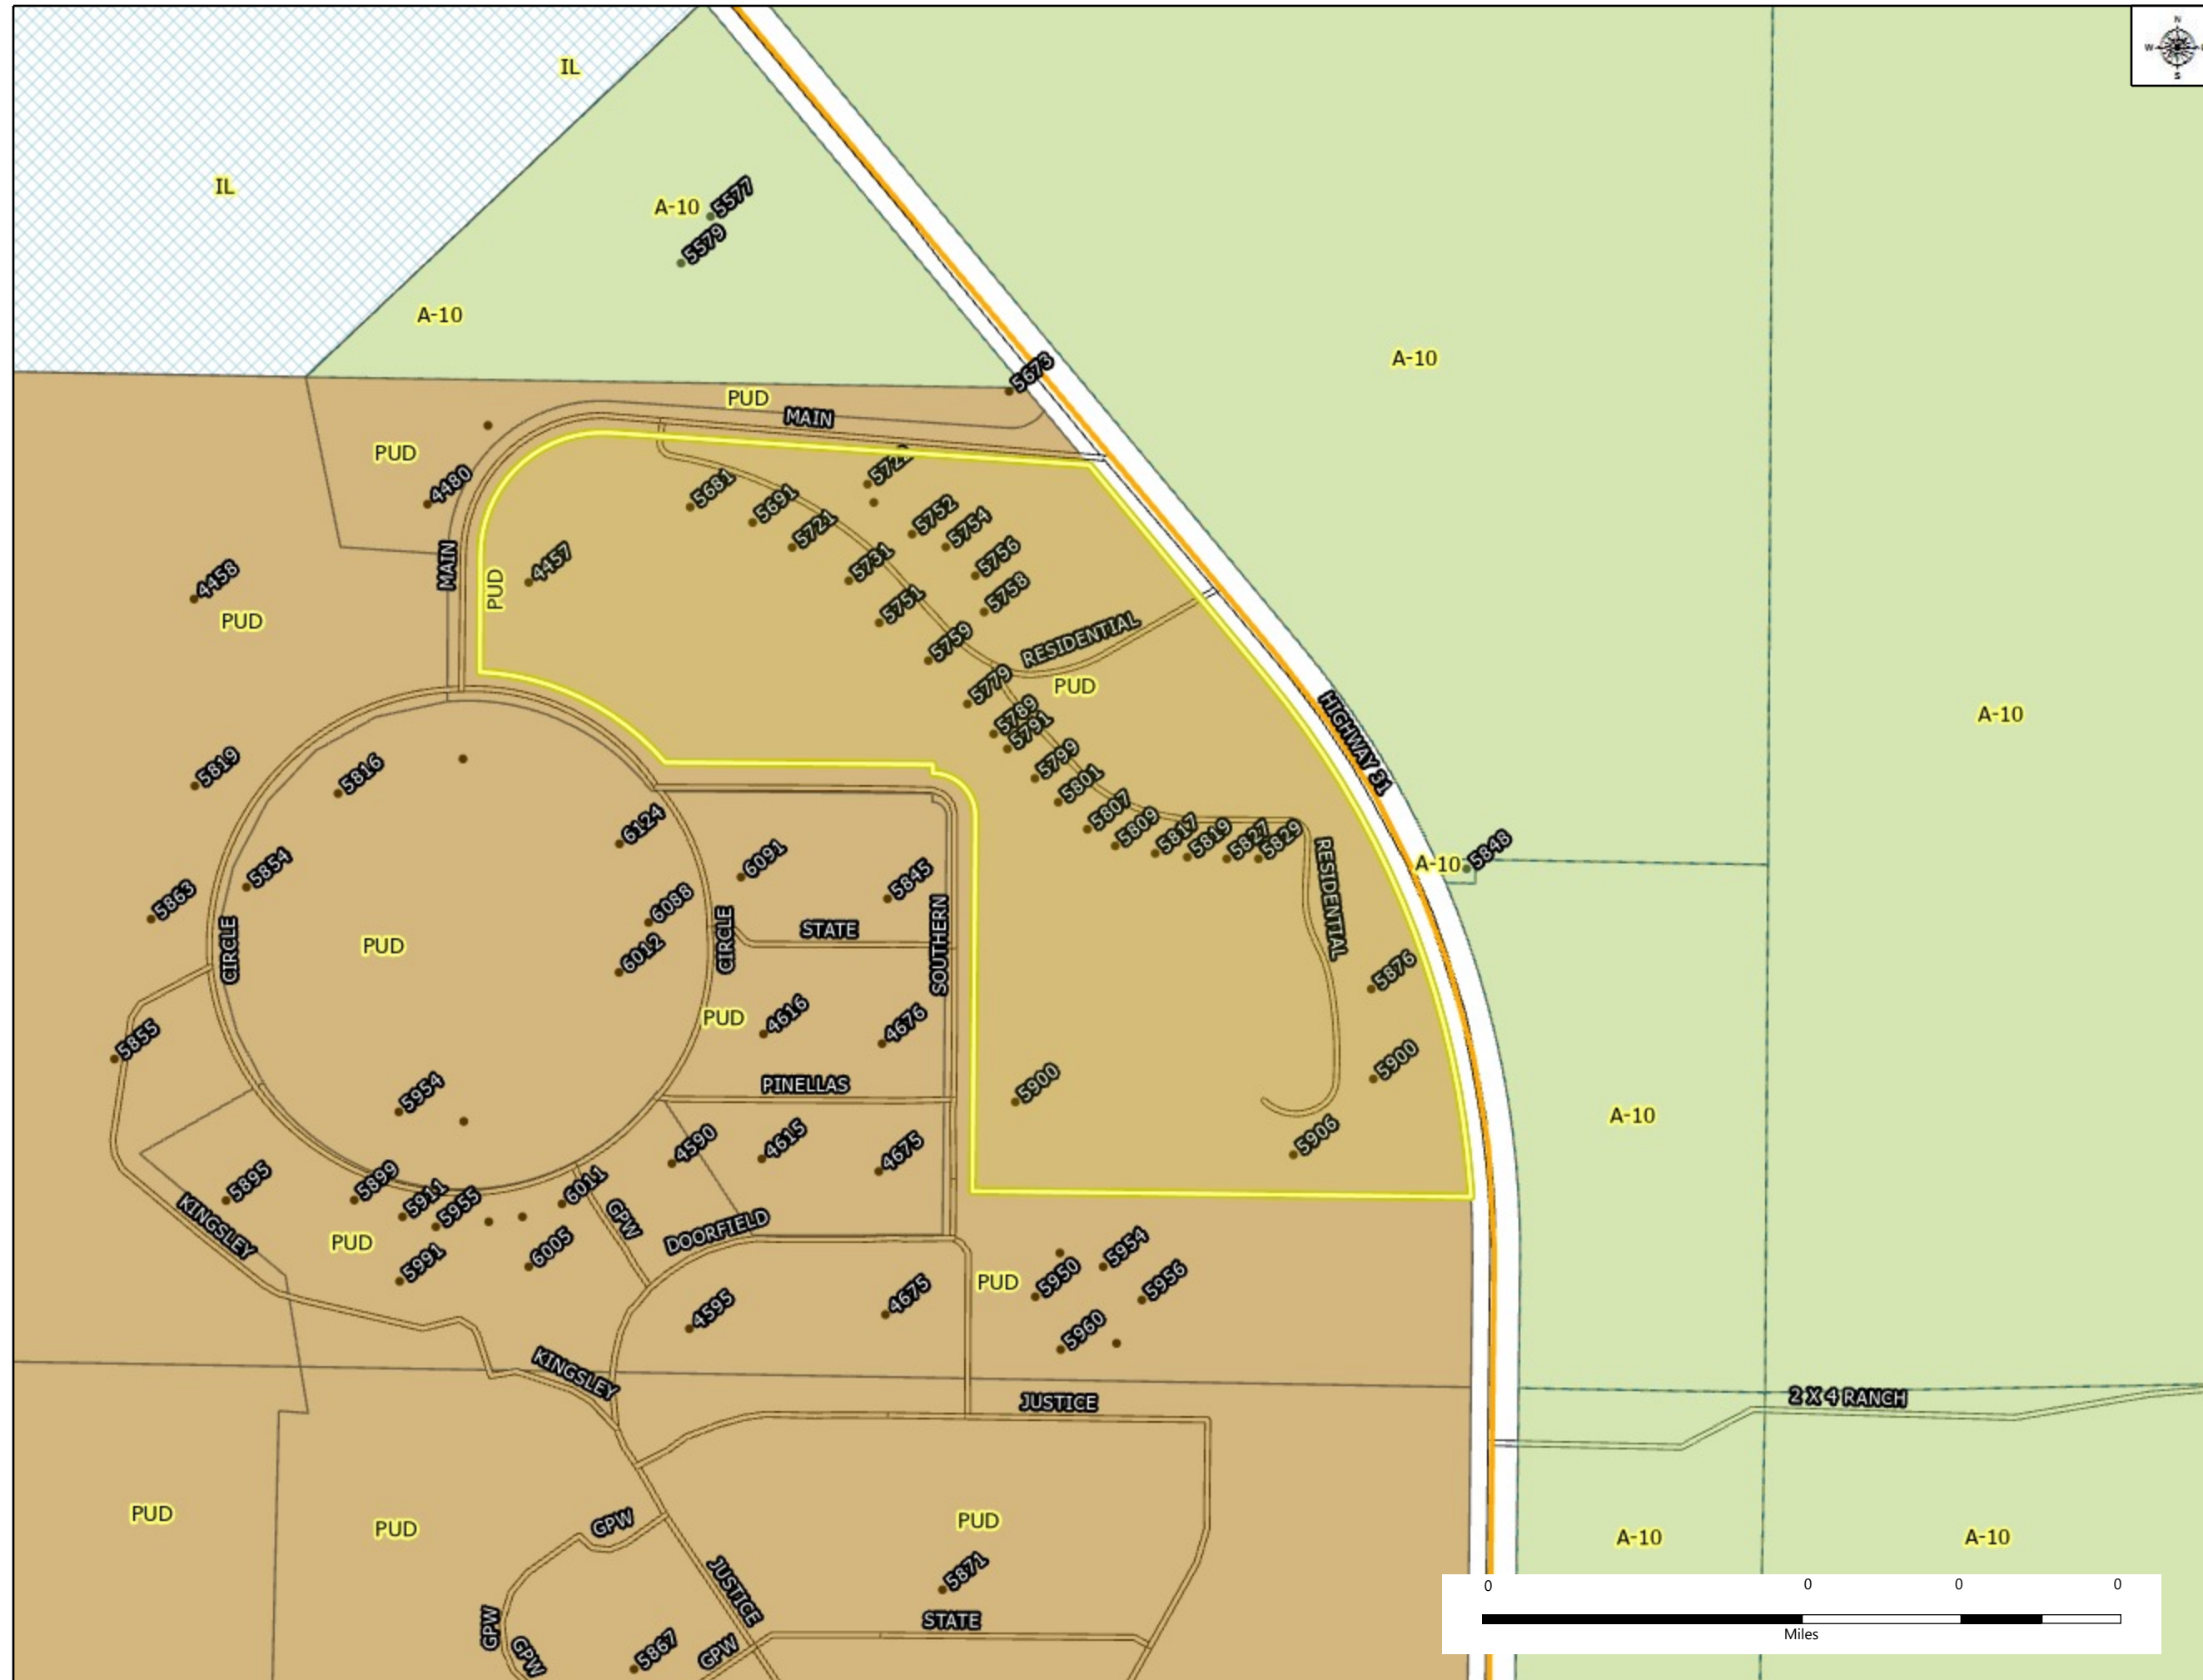 N
W
S
IL
IL
A-10
5577
5579
A-10
A-10
5673
PUD
MAIN
PUD
4480
5681
5691
5721
5752
5754
5756
5758
4457
5731
5751
5759
MAIN
PUD
4458
PUD
RESIDENTIAL
PUD
5779
5789
5791
5799
5801
5807
5809
5817
5819
5827
5829
HIGHWAY 31
A-10
5819
5816
6124
6091
5845
5854
5863
6088
6012
CIRCLE
CIRCLE
PUD
STATE
SOUTHERN
RESIDENTIAL
A-10
5848
5876
5900
5900
5906
4616
4676
PUD
5855
5954
PINELLAS
A-10
4590
4615
4675
5895
5899
5911
5955
6011
KINGSLEY
PUD
5991
6005
GPW
DOORFIELD
PUD
5950
5954
5956
5960
4595
4675
KINGSLEY
JUSTICE
2 X 4 RANCH
PUD
PUD
GPW
PUD
A-10
A-10
JUSTICE
5871
GPW
GPW
5867
GPW
STATE
0 0 0 0
Miles